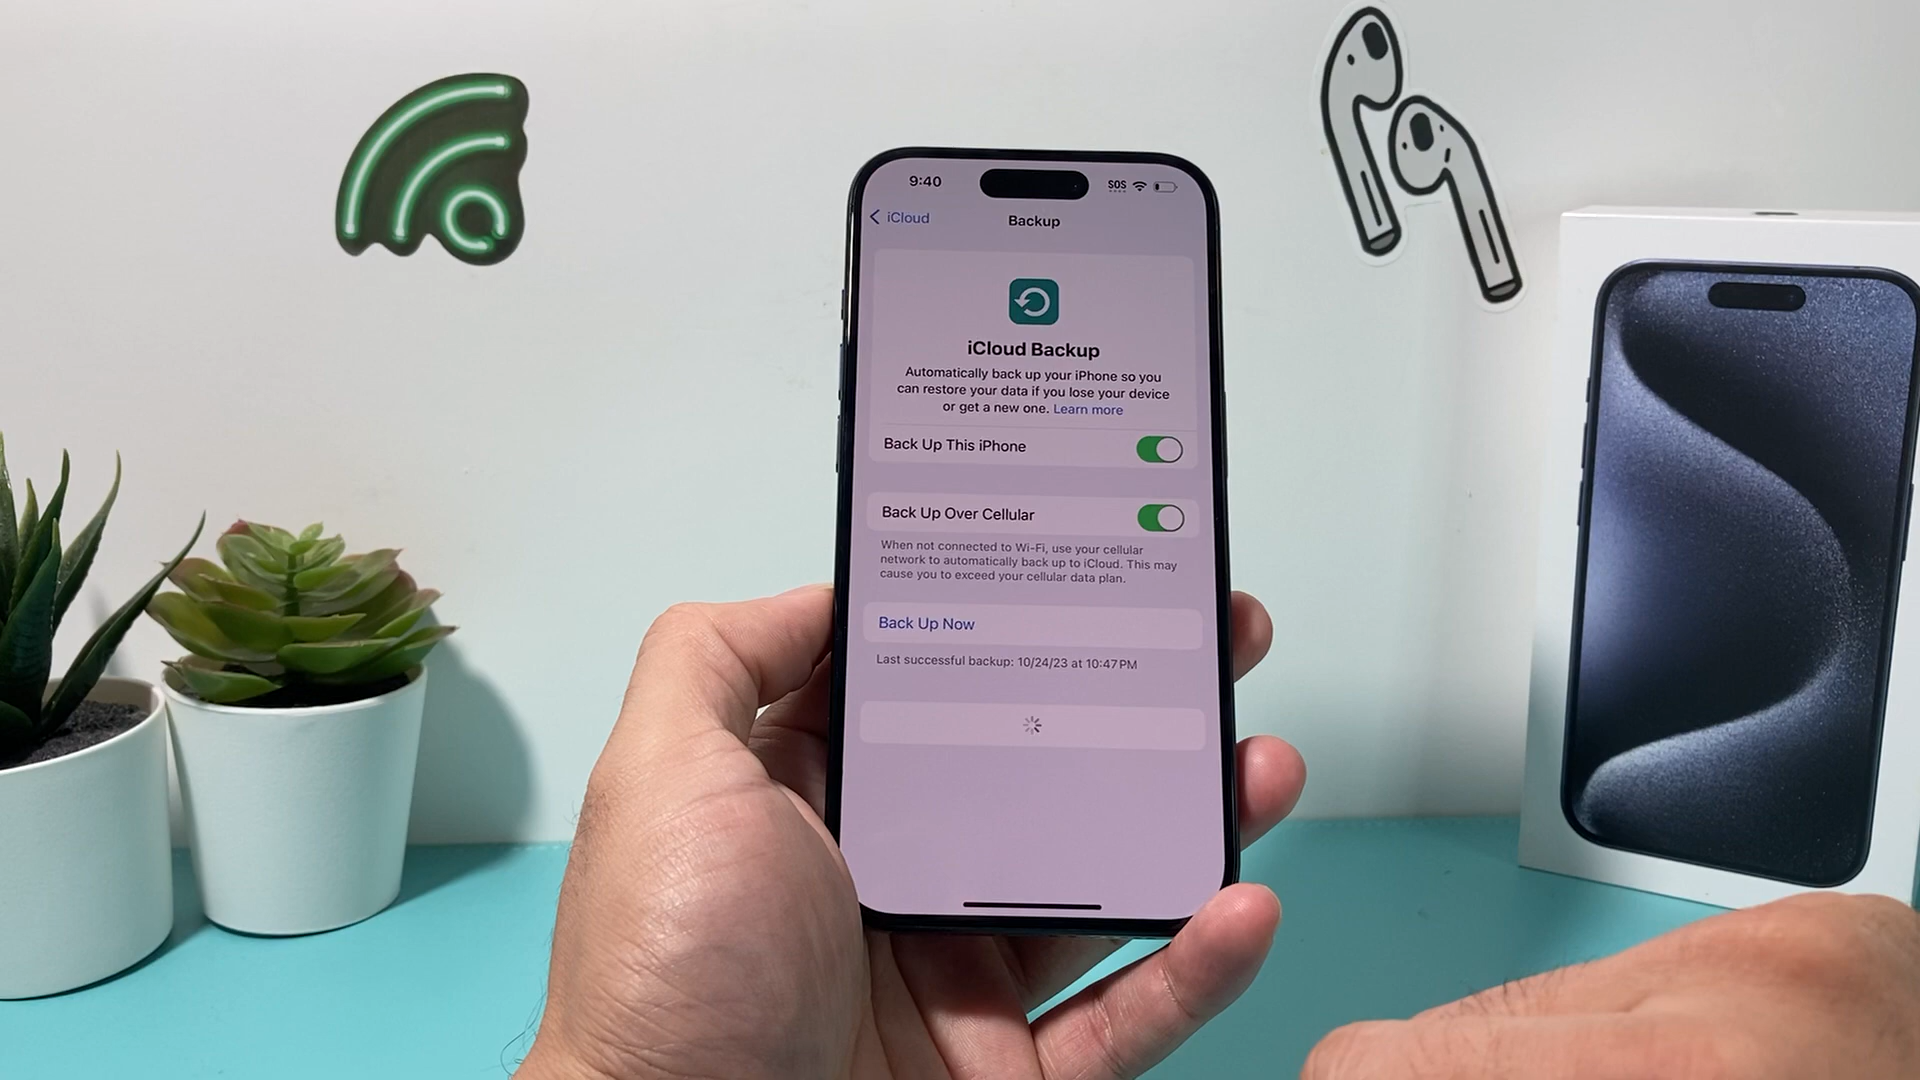 9:40
SOS
iCloud
Backup
iCloud Backup
Automatically back up your iPhone so you
can restore your data if you lose your device
or get a new one. Learn more
Back Up This iPhone
Back Up Over Cellular
When not connected to Wi-Fi, use your cellular
network to automatically back up to iCloud. This may
cause you to exceed your cellular data plan.
Back Up Now
Last successful backup: 10/24/23 at 10:47 PM